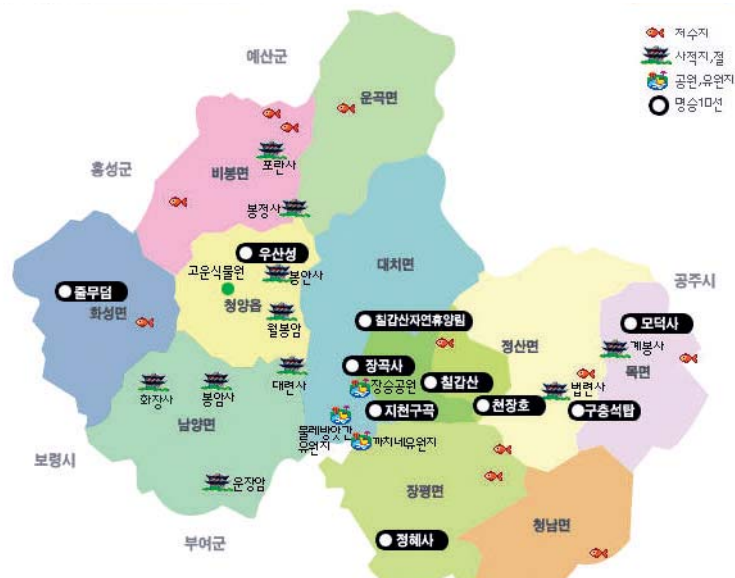 저수지
사적지,절
공원,유원지
명승10선
예산군
운곡면
홍성군
비봉면
포란사
봉정사
우산성
고운식물원
봉안사
청양읍
월봉암
대치면
공주시
줄무덤
화성면
칠갑산자연휴양림
정산면
모덕사
계봉사
목면
장곡사
장승공원
칠갑산
법련사
대련사
화장사
봉암사
남양면
지천구곡
천장호
구층석탑
물레방앗간
유원지
까치네유원지
보령시
운장암
장평면
청남면
부여군
정혜사